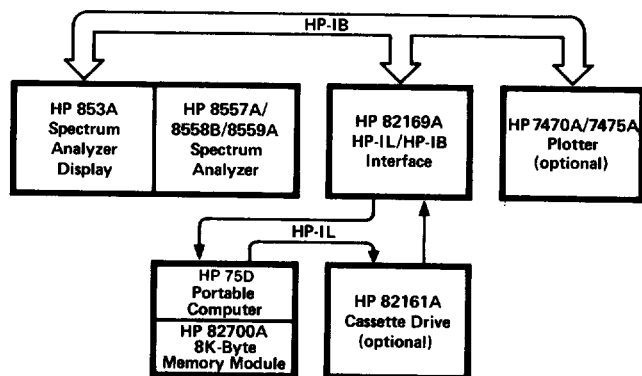 HP-IB
HP 853A
Spectrum
Analyzer
Display
HP 8557A/
8558B/8559A
Spectrum
Analyzer
HP 82169A
HP-IL/HP-IB
Interface
HP 7470A/7475A
Plotter
(optional)
HP-IL
HP 75D
Portable
Computer
HP 82700A
8K-Byte
Memory Module
HP 82161A
Cassette Drive
(optional)